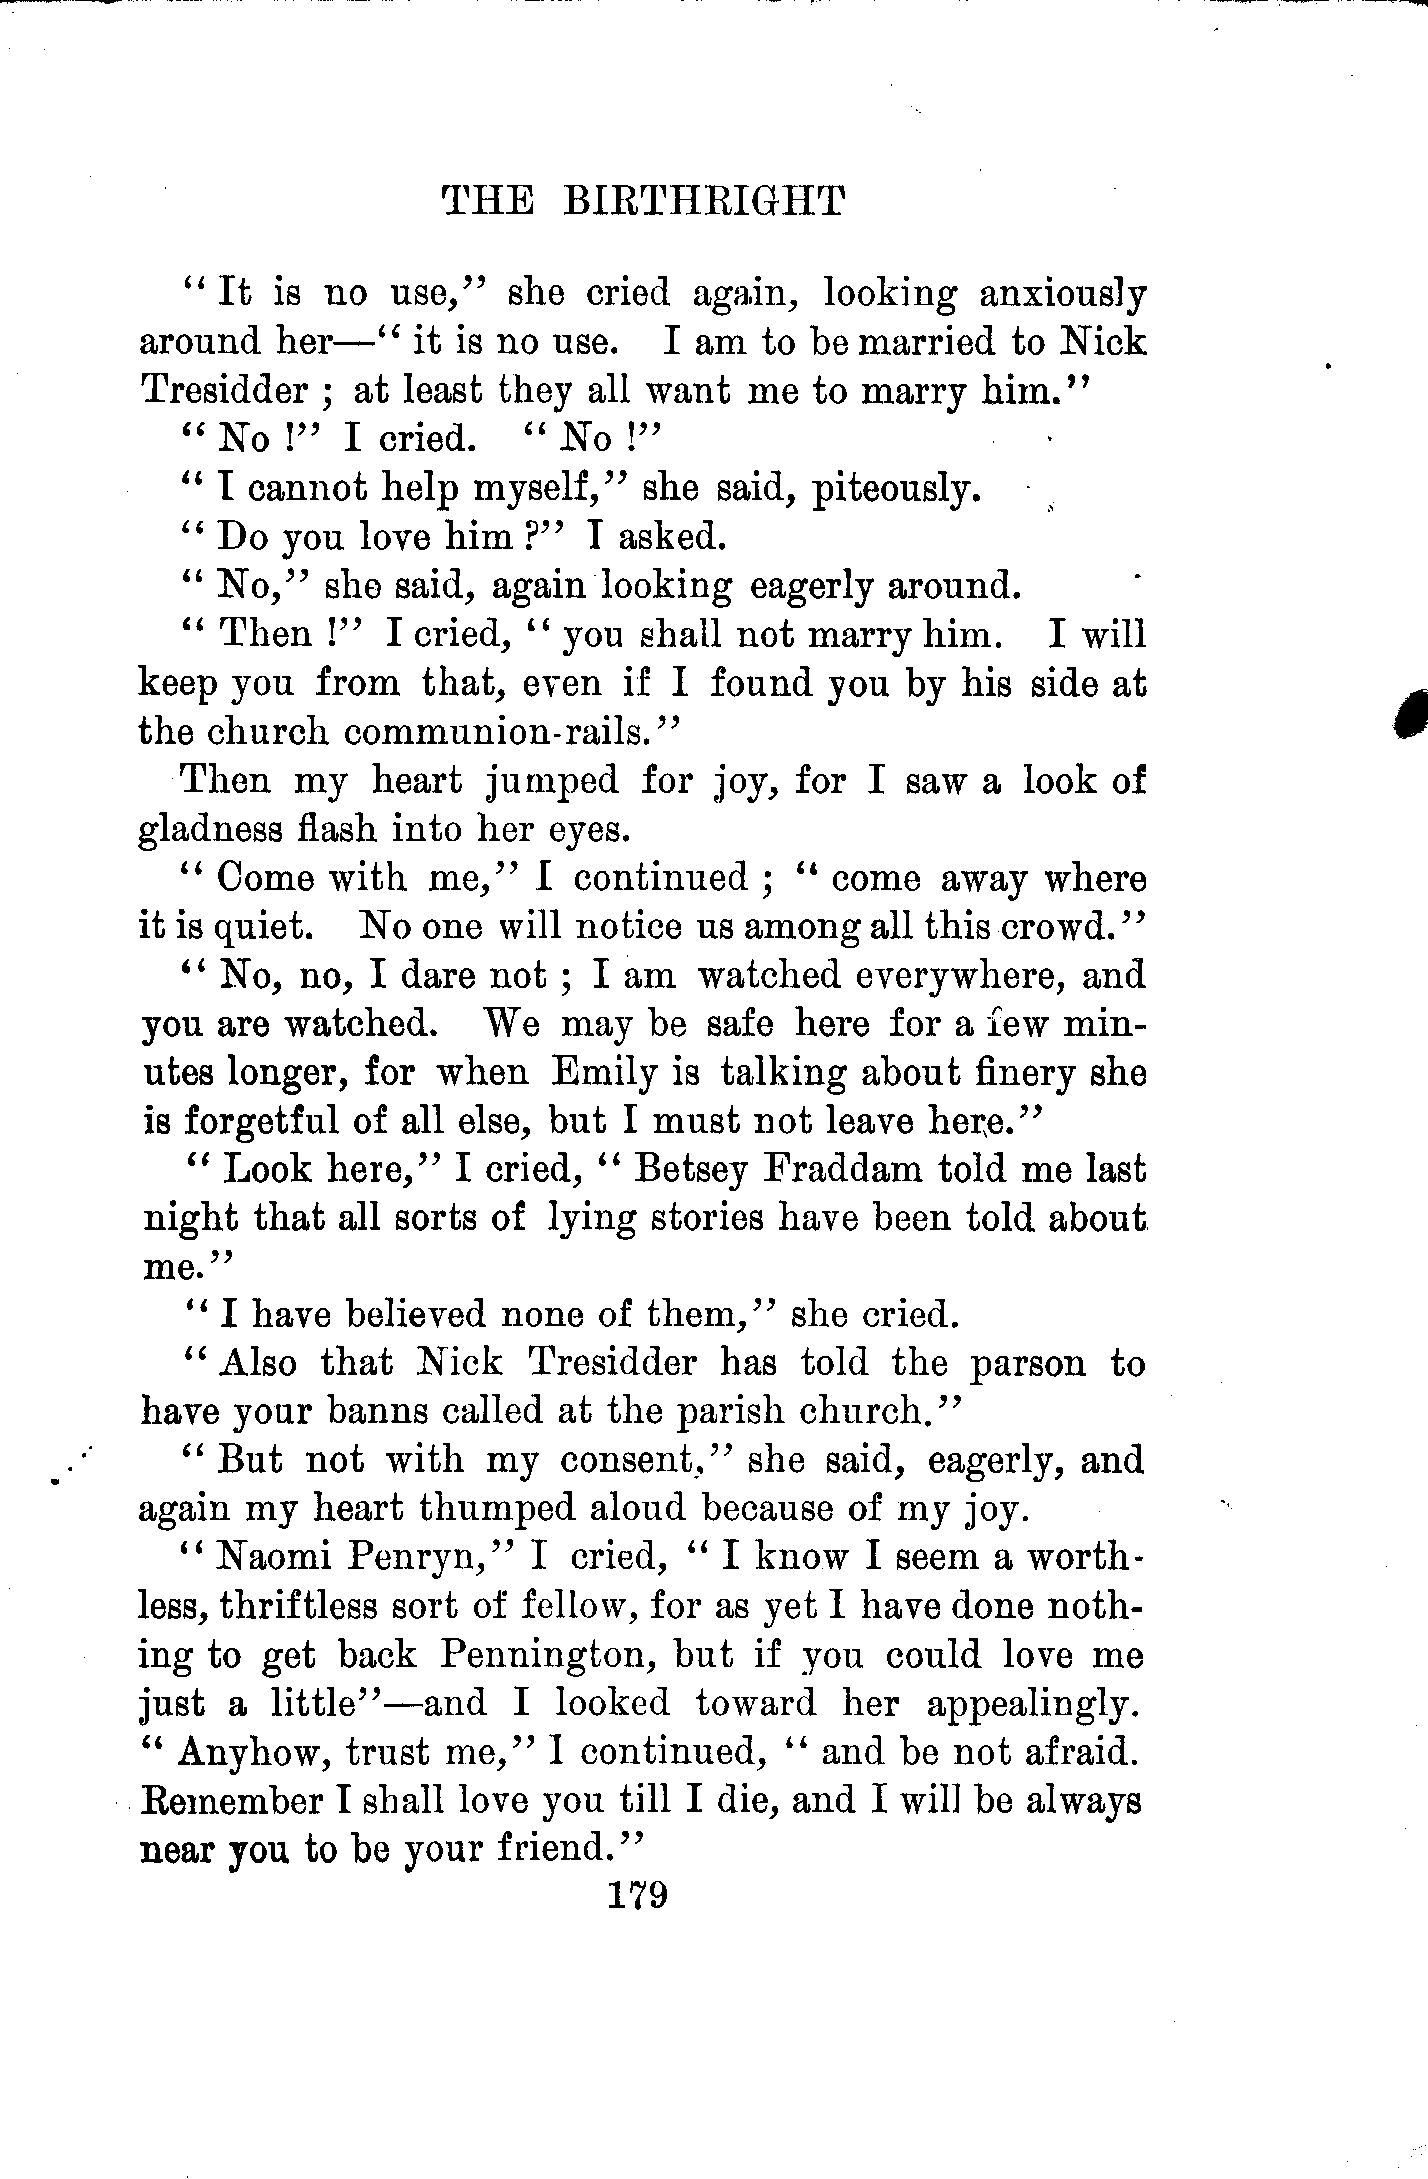 THE BIRTHRIGHT
" It is no use," she cried again, looking anxiously
around her—" it is no use. I am to be married to Nick
Tresidder ; at least they all want me to marry him."
" No !" I cried. " No !"
" I cannot help myself," she said, piteously.
" Do you love him ?" I asked.
" No," she said, again looking eagerly around.
" Then !" I cried, " you shall not marry him. I will
keep you from that, even if I found you by his side at
the church communion-rails."
Then my heart jumped for joy, for I saw a look of
gladness flash into her eyes.
" Come with me," I continued ; " come away where
it is quiet. No one will notice us among all this crowd."
" No, no, I dare not ; I am watched everywhere, and
you are watched. We may be safe here for a few min-
utes longer, for when Emily is talking about finery she
is forgetful of all else, but I must not leave here."
" Look here," I cried, " Betsey Fraddam told me last
night that all sorts of lying stories have been told about
me."
" I have believed none of them," she cried.
" Also that Nick Tresidder has told the parson to
have your banns called at the parish church."
" But not with my consent," she said, eagerly, and
again my heart thumped aloud because of my joy.
" Naomi Penryn," I cried, " I know I seem a worth-
less, thriftless sort of fellow, for as yet I have done noth-
ing to get back Pennington, but if you could love me
just a little"—and I looked toward her appealingly.
" Anyhow, trust me," I continued, " and be not afraid.
Remember I shall love you till I die, and I will be always
near you to be your friend."
179